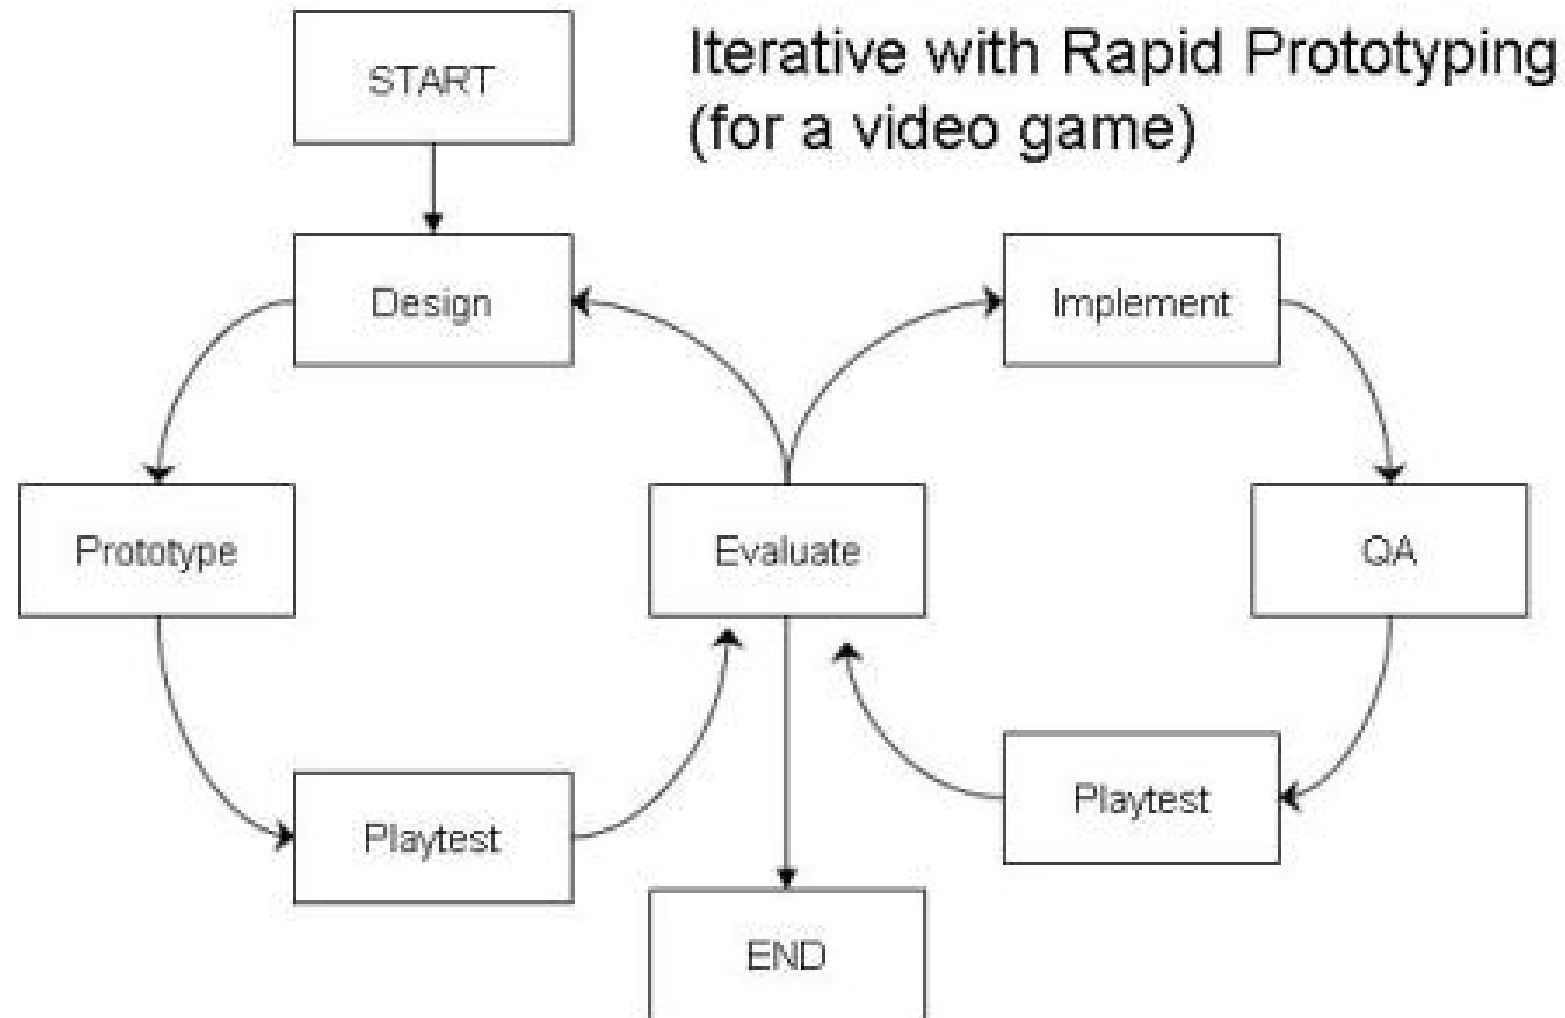 START
Iterative with Rapid Prototyping
(for a video game)
Design
Implement
Prototype
Evaluate
QA
Playtest
Playtest
END